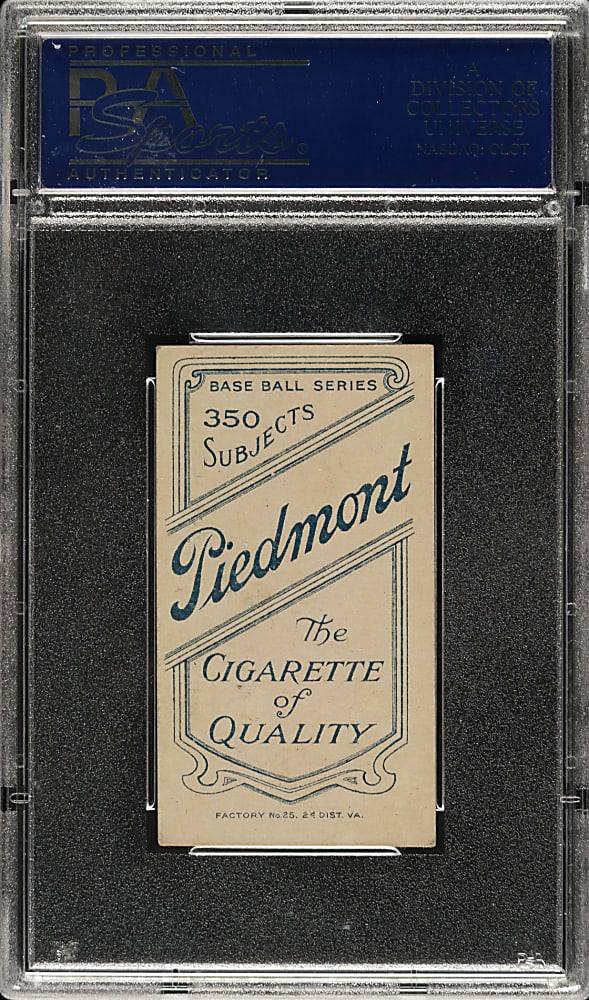 PROFESSIONAL
PSA
Sports
AUTHENTICATOR
A
DIVISION OF
COLLECTORS
UNIVERSE
NASDAQ: CLCT
BASE BALL SERIES
350
SUBJECTS
Piedmont
The
CIGARETTE
of
QUALITY
FACTORY No. 25, 2d DIST. VA.
PSA